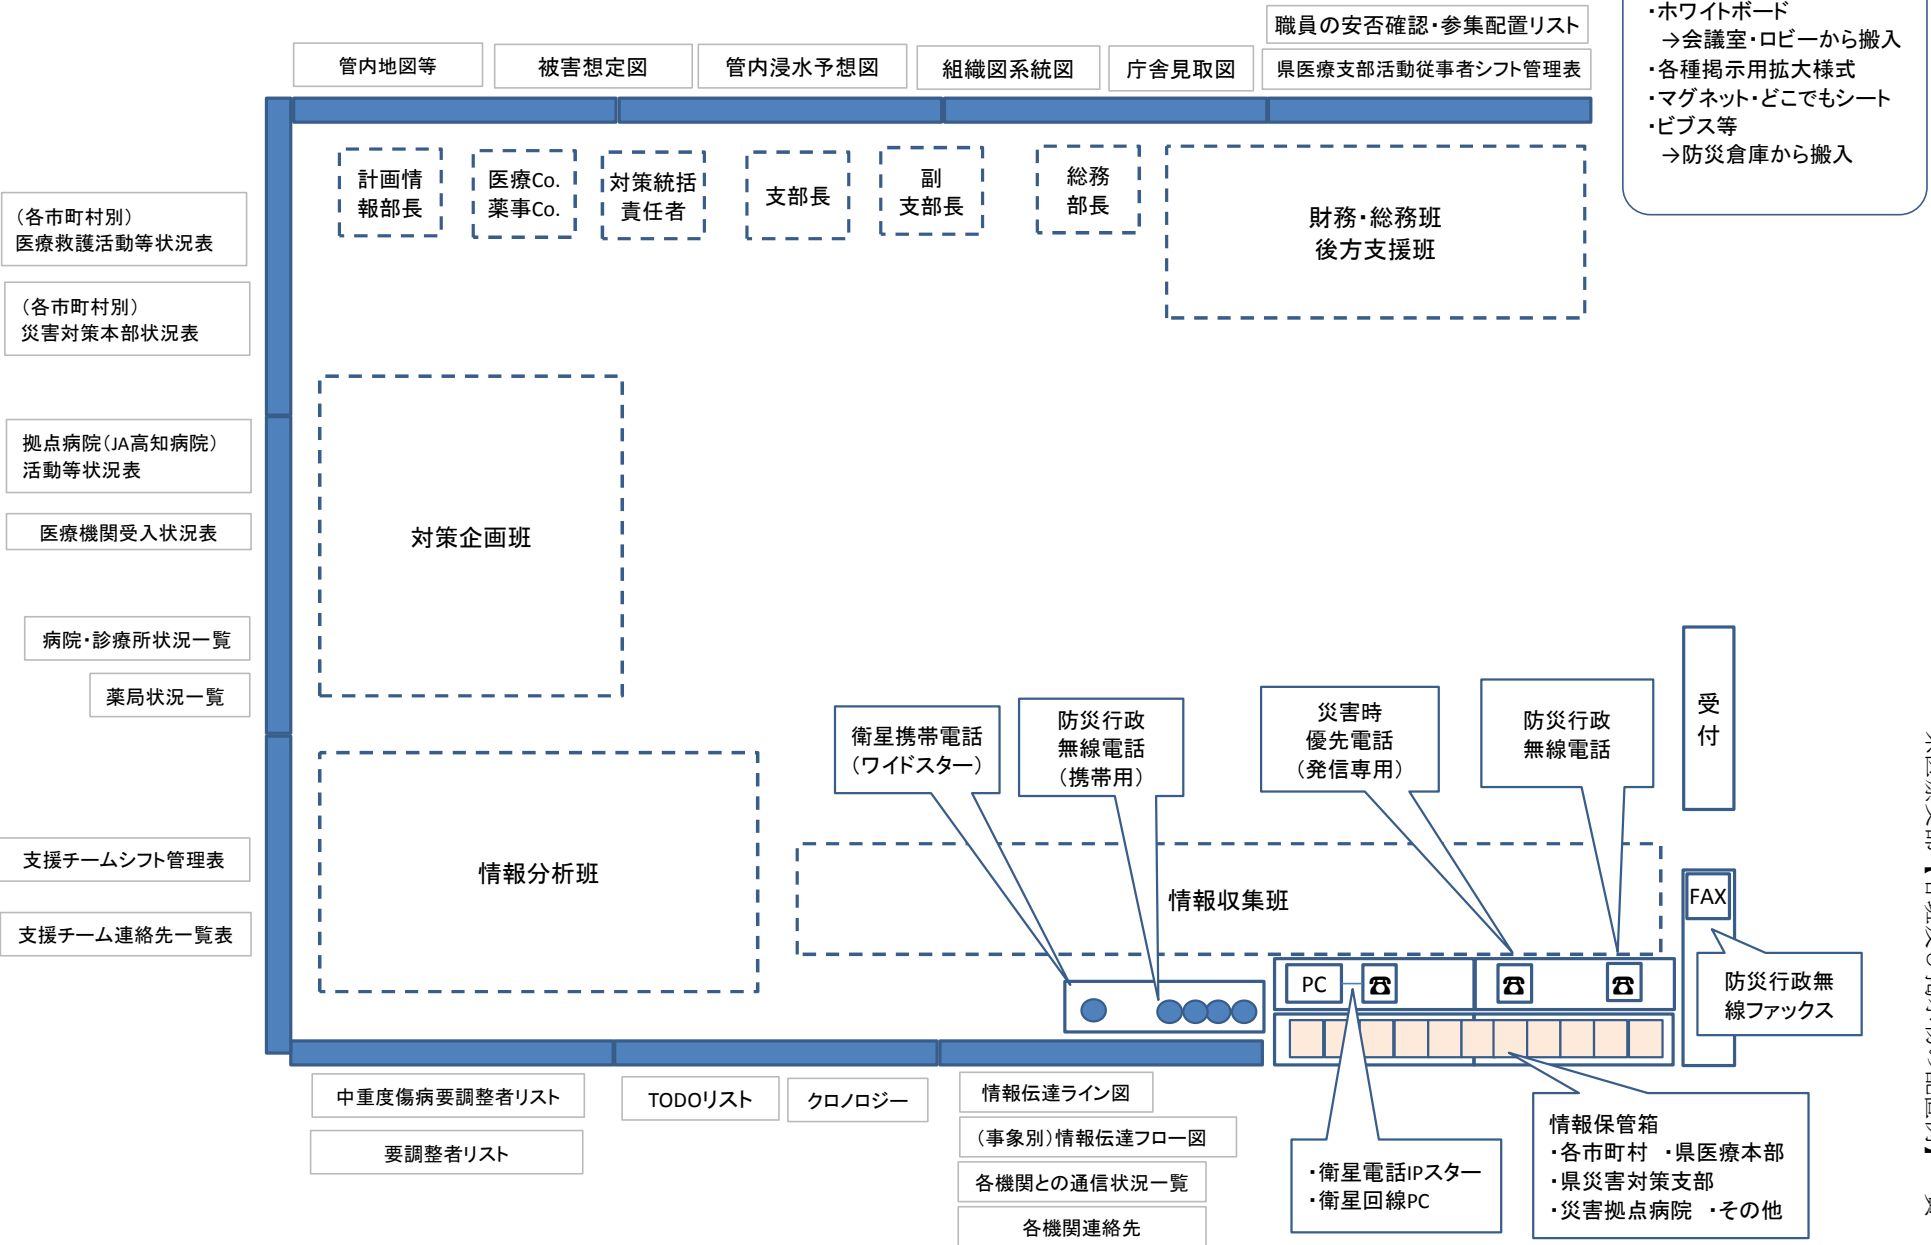 職員の安否確認・参集配置リスト
管内地図等
被害想定図
管内浸水予想図
組織図系統図
庁舎見取図
県医療支部活動従事者シフト管理表
・ホワイトボード
→会議室・ロビーから搬入
・各種掲示用拡大様式
・マグネット・どこでもシート
・ビブス等
→防災倉庫から搬入
計画情
報部長
医療Co.
薬事Co.
対策統括
責任者
支部長
副
支部長
総務
部長
財務・総務班
後方支援班
（各市町村別）
医療救護活動等状況表
（各市町村別）
災害対策本部状況表
拠点病院（JA高知病院）
活動等状況表
医療機関受入状況表
病院・診療所状況一覧
薬局状況一覧
支援チームシフト管理表
支援チーム連絡先一覧表
対策企画班
情報分析班
衛星携帯電話
（ワイドスター）
防災行政
無線電話
（携帯用）
災害時
優先電話
（発信専用）
防災行政
無線電話
受
付
情報収集班
FAX
防災行政無
線ファックス
PC
中重度傷病要調整者リスト
要調整者リスト
TODOリスト
クロノロジー
情報伝達ライン図
（事象別）情報伝達フロー図
各機関との通信状況一覧
各機関連絡先
・衛星電話IPスター
・衛星回線PC
情報保管箱
・各市町村　・県医療本部
・県災害対策支部
・災害拠点病院　・その他